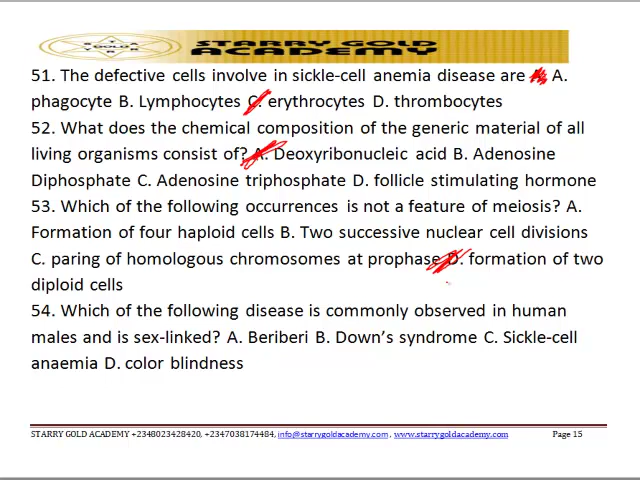 STAR
GOLD
STARRY GOLD
ACADEMY
51. The defective cells involve in sickle-cell anemia disease are A.
phagocyte B. Lymphocytes C. erythrocytes D. thrombocytes
52. What does the chemical composition of the generic material of all
living organisms consist of? A. Deoxyribonucleic acid B. Adenosine
Diphosphate C. Adenosine triphosphate D. follicle stimulating hormone
53. Which of the following occurrences is not a feature of meiosis? A.
Formation of four haploid cells B. Two successive nuclear cell divisions
C. paring of homologous chromosomes at prophase D. formation of two
diploid cells
54. Which of the following disease is commonly observed in human
males and is sex-linked? A. Beriberi B. Down’s syndrome C. Sickle-cell
anaemia D. color blindness
STARRY GOLD ACADEMY +2348023428420, +2347038174484, info@starrygoldacademy.com, www.starrygoldacademy.com Page 15